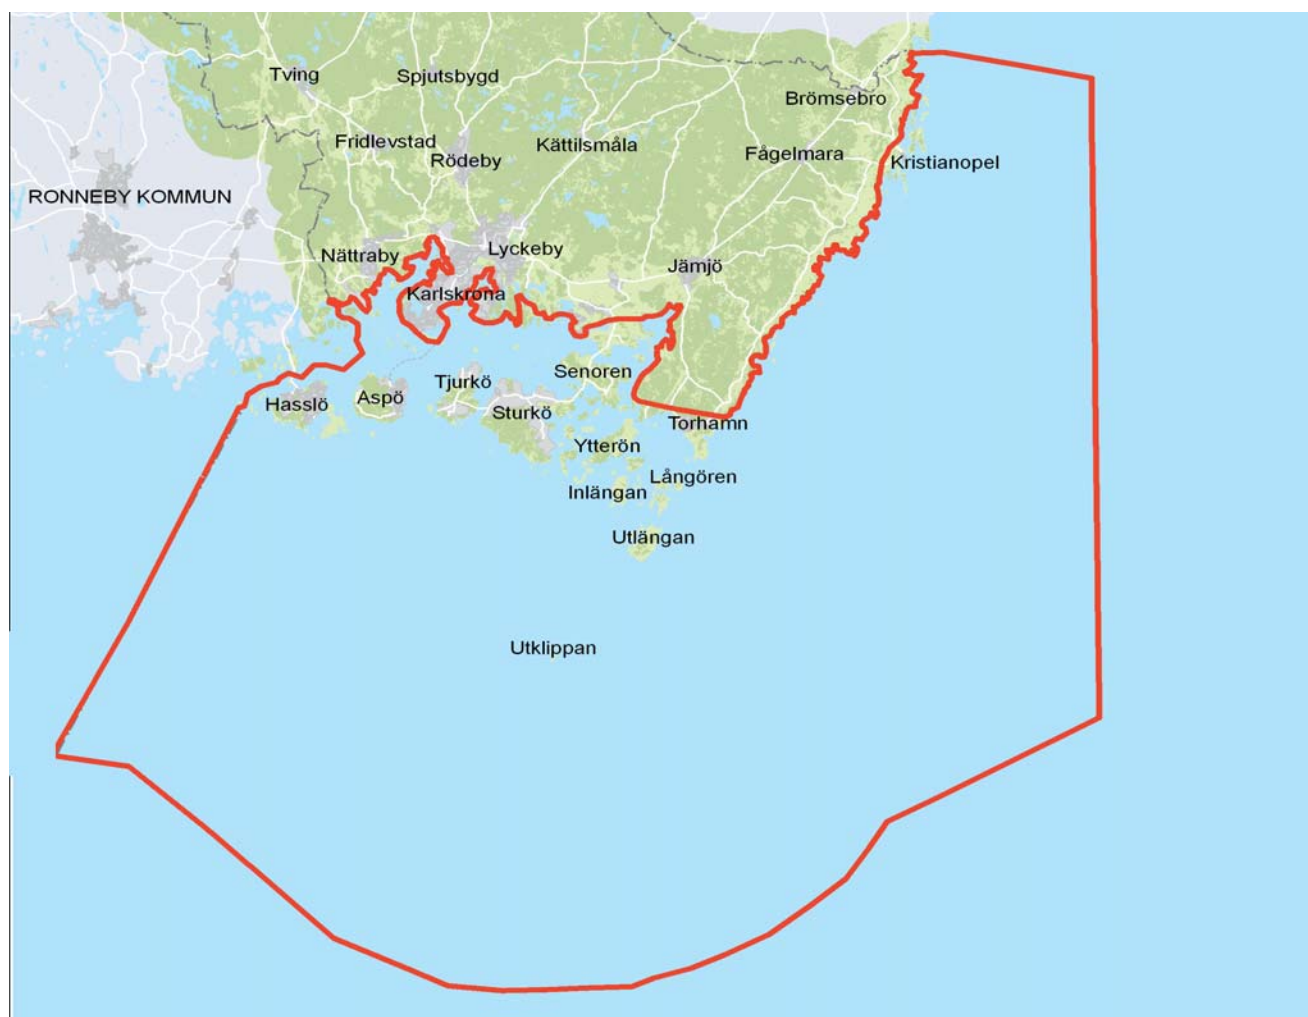 Tving
Spjutsbygd
Brömsebro
Fridlevstad
Rödeby
Kättilsmåla
Fågelmara
Kristianopel
RONNEBY KOMMUN
Nättraby
Lyckeby
Jämjö
Karlskrona
Senoren
Tjurkö
Aspö
Hasslö
Sturkö
Torhamn
Ytterön
Långören
Inlängan
Utlängan
Utklippan